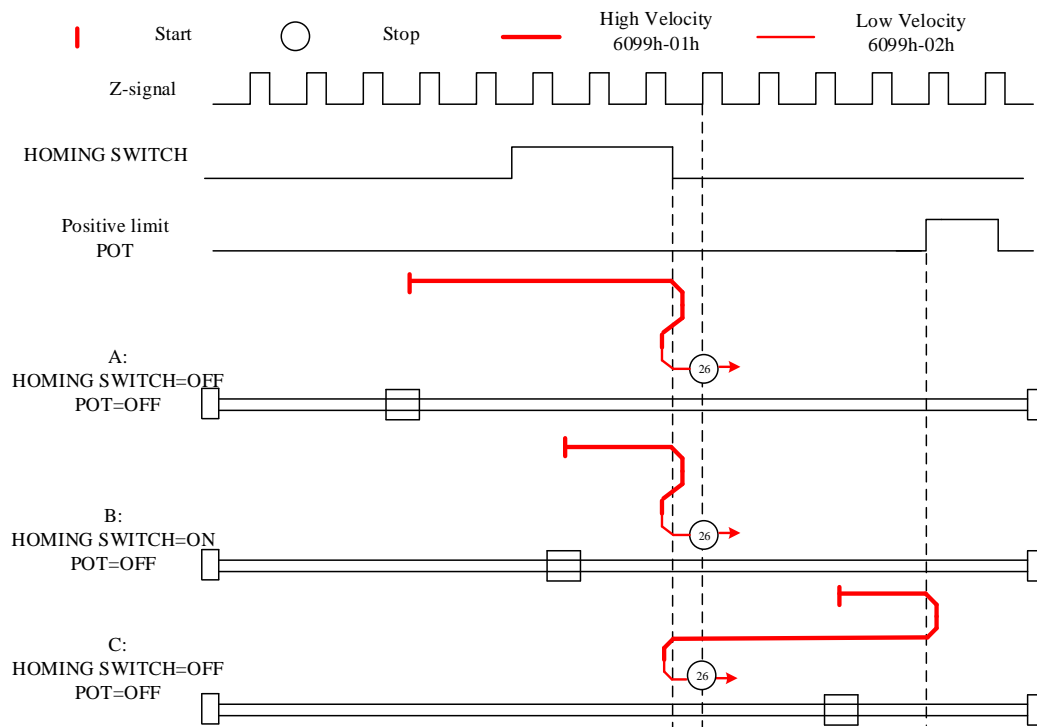 Start
Stop
High Velocity
6099h-01h
Low Velocity
6099h-02h
Z-signal
HOMING SWITCH
Positive limit
POT
A:
HOMING SWITCH=OFF
POT=OFF
26
B:
HOMING SWITCH=ON
POT=OFF
26
C:
HOMING SWITCH=OFF
POT=OFF
26